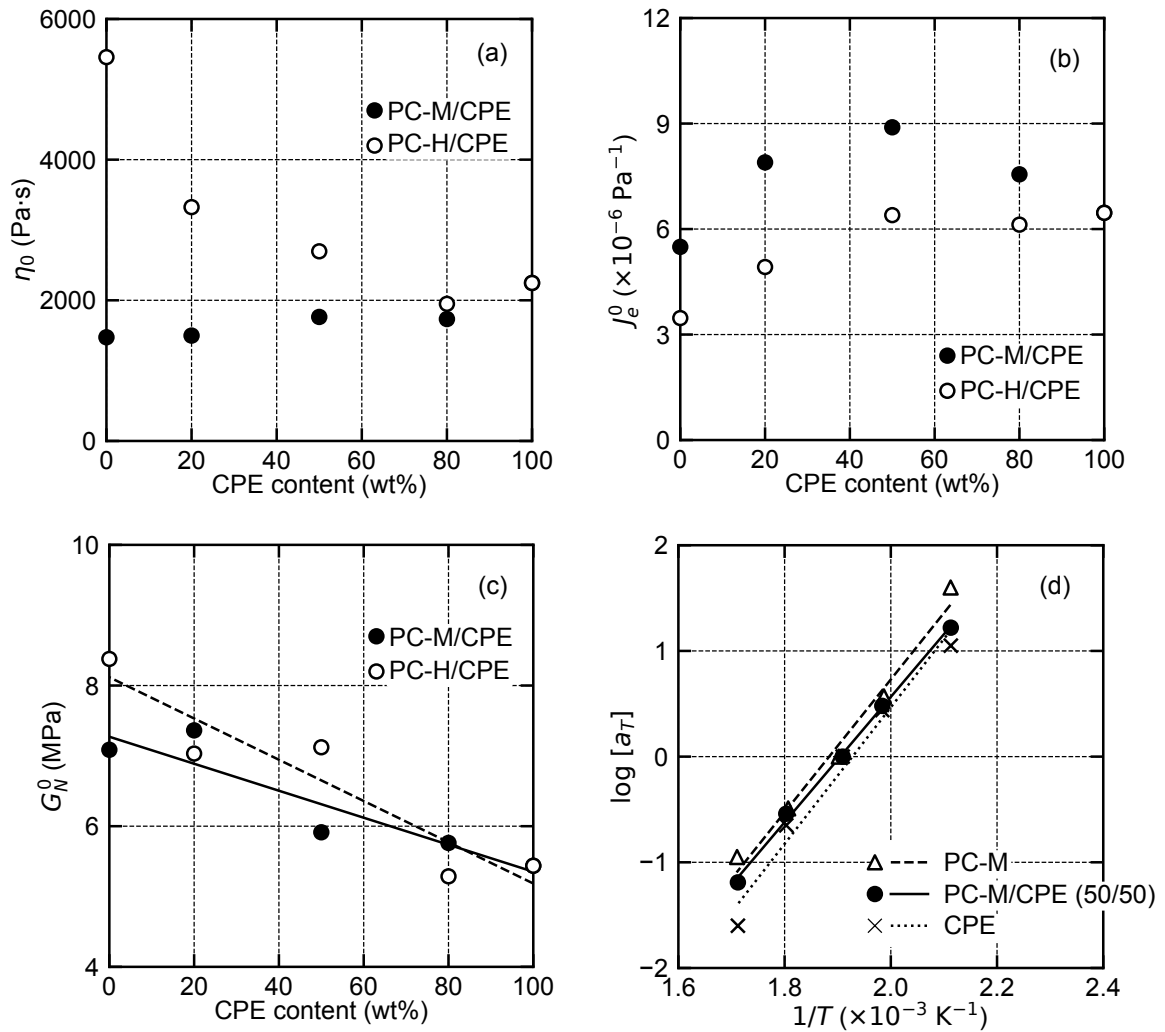 (a)
6000
4000
2000
0
η₀ (Pa·s)
PC-M/CPE
PC-H/CPE
0 20 40 60 80 100
CPE content (wt%)
(b)
12
9
6
3
0
Jₑ⁰ (×10⁻⁶ Pa⁻¹)
PC-M/CPE
PC-H/CPE
0 20 40 60 80 100
CPE content (wt%)
(c)
10
8
6
4
G_N⁰ (MPa)
PC-M/CPE
PC-H/CPE
0 20 40 60 80 100
CPE content (wt%)
(d)
2
1
0
−1
−2
log [a_T]
PC-M
PC-M/CPE (50/50)
CPE
1.6 1.8 2.0 2.2 2.4
1/T (×10⁻³ K⁻¹)